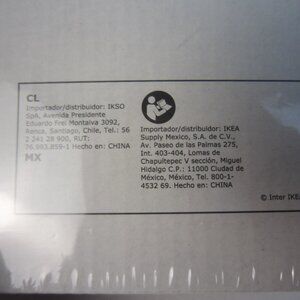 CL
Importador/distribuidor: IKSO
SpA, Avenida Presidente
Eduardo Frei Montalva 3092,
Renca, Santiago, Chile, Tel.: 56
2 241 28 900, RUT:
76.993.859-1 Hecho en: CHINA
MX
Importador/distribuidor: IKEA
Supply Mexico, S.A. de C.V.,
Av. Paseo de las Palmas 275,
Int. 403-404, Lomas de
Chapultepec V sección, Miguel
Hidalgo C.P.: 11000 Ciudad de
México, México, Tel. 800-1-
4532 69. Hecho en: CHINA
© Inter IKEA